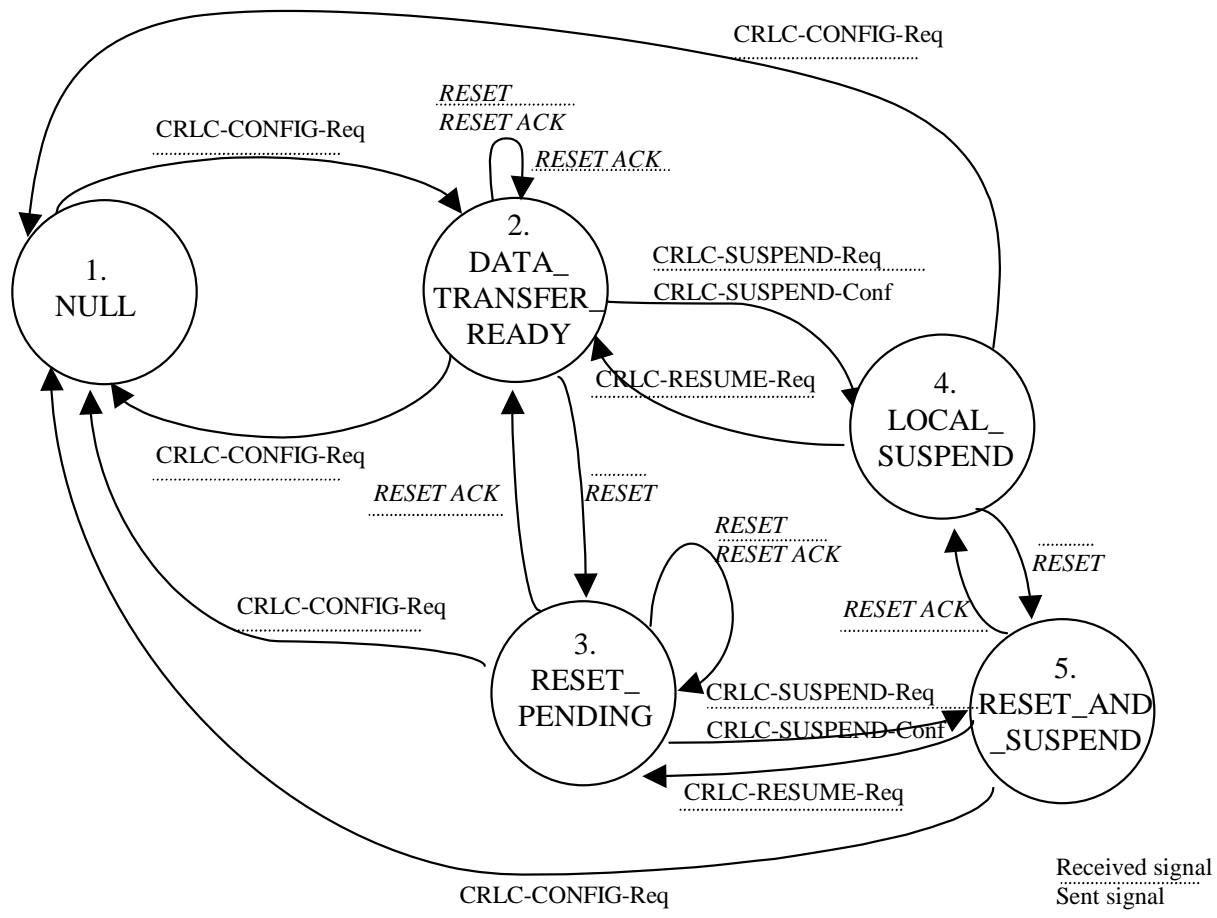 CRLC-CONFIG-Req
RESET
RESET ACK
CRLC-CONFIG-Req
RESET ACK
1.
NULL
2.
DATA_
TRANSFER_
READY
CRLC-SUSPEND-Req
CRLC-SUSPEND-Conf
CRLC-RESUME-Req
4.
LOCAL_
SUSPEND
CRLC-CONFIG-Req
RESET ACK
RESET
RESET
RESET ACK
RESET
CRLC-CONFIG-Req
RESET ACK
3.
RESET_
PENDING
CRLC-SUSPEND-Req
CRLC-SUSPEND-Conf
5.
RESET_AND
_SUSPEND
CRLC-RESUME-Req
CRLC-CONFIG-Req
Received signal
Sent signal